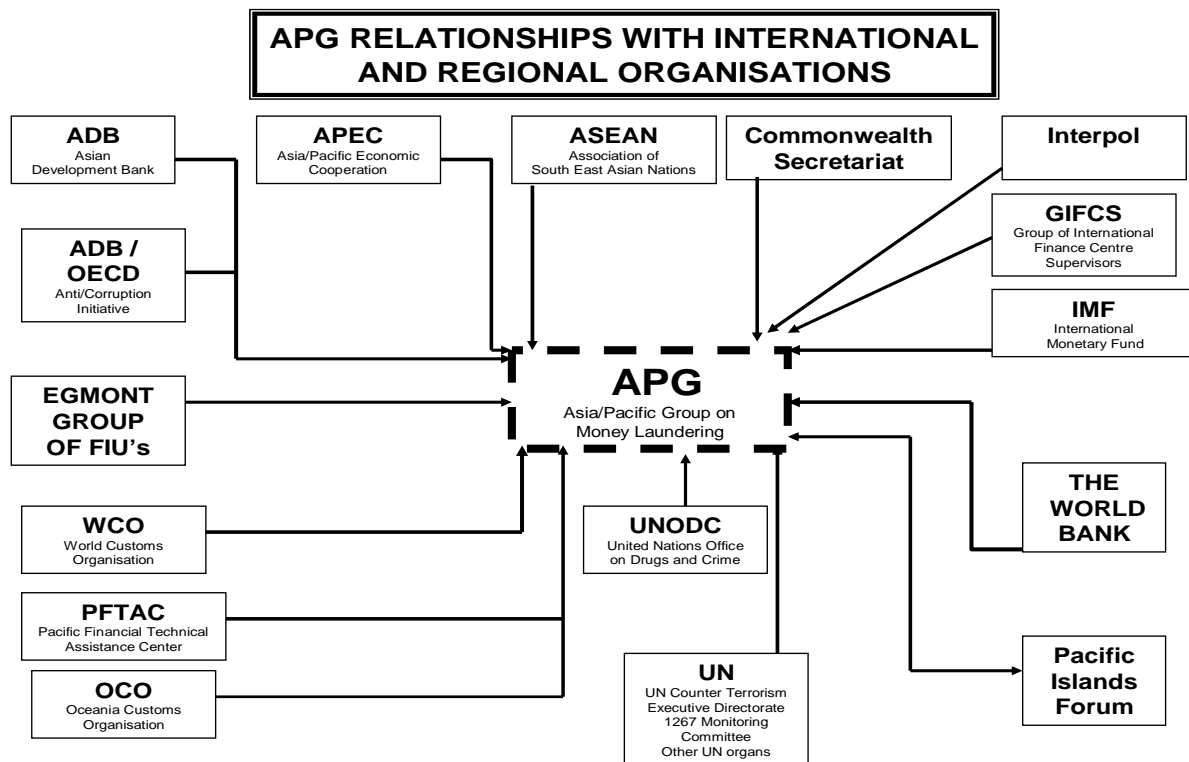 APG RELATIONSHIPS WITH INTERNATIONAL
AND REGIONAL ORGANISATIONS
ADB
Asian
Development Bank
APEC
Asia/Pacific Economic
Cooperation
ASEAN
Association of
South East Asian Nations
Commonwealth
Secretariat
Interpol
GIFCS
Group of International
Finance Centre
Supervisors
ADB /
OECD
Anti/Corruption
Initiative
IMF
International
Monetary Fund
APG
Asia/Pacific Group on
Money Laundering
EGMONT
GROUP
OF FIU's
THE
WORLD
BANK
WCO
World Customs
Organisation
UNODC
United Nations Office
on Drugs and Crime
PFTAC
Pacific Financial Technical
Assistance Center
OCO
Oceania Customs
Organisation
UN
UN Counter Terrorism
Executive Directorate
1267 Monitoring
Committee
Other UN organs
Pacific
Islands
Forum